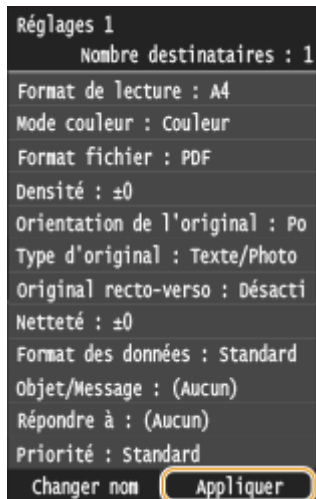 Réglages 1
Nombre destinataires : 1
Format de lecture : A4
Mode couleur : Couleur
Format fichier : PDF
Densité : ±0
Orientation de l'original : Po
Type d'original : Texte/Photo
Original recto-verso : Désacti
Netteté : ±0
Format des données : Standard
Objet/Message : (Aucun)
Répondre à : (Aucun)
Priorité : Standard
Changer nom Appliquer